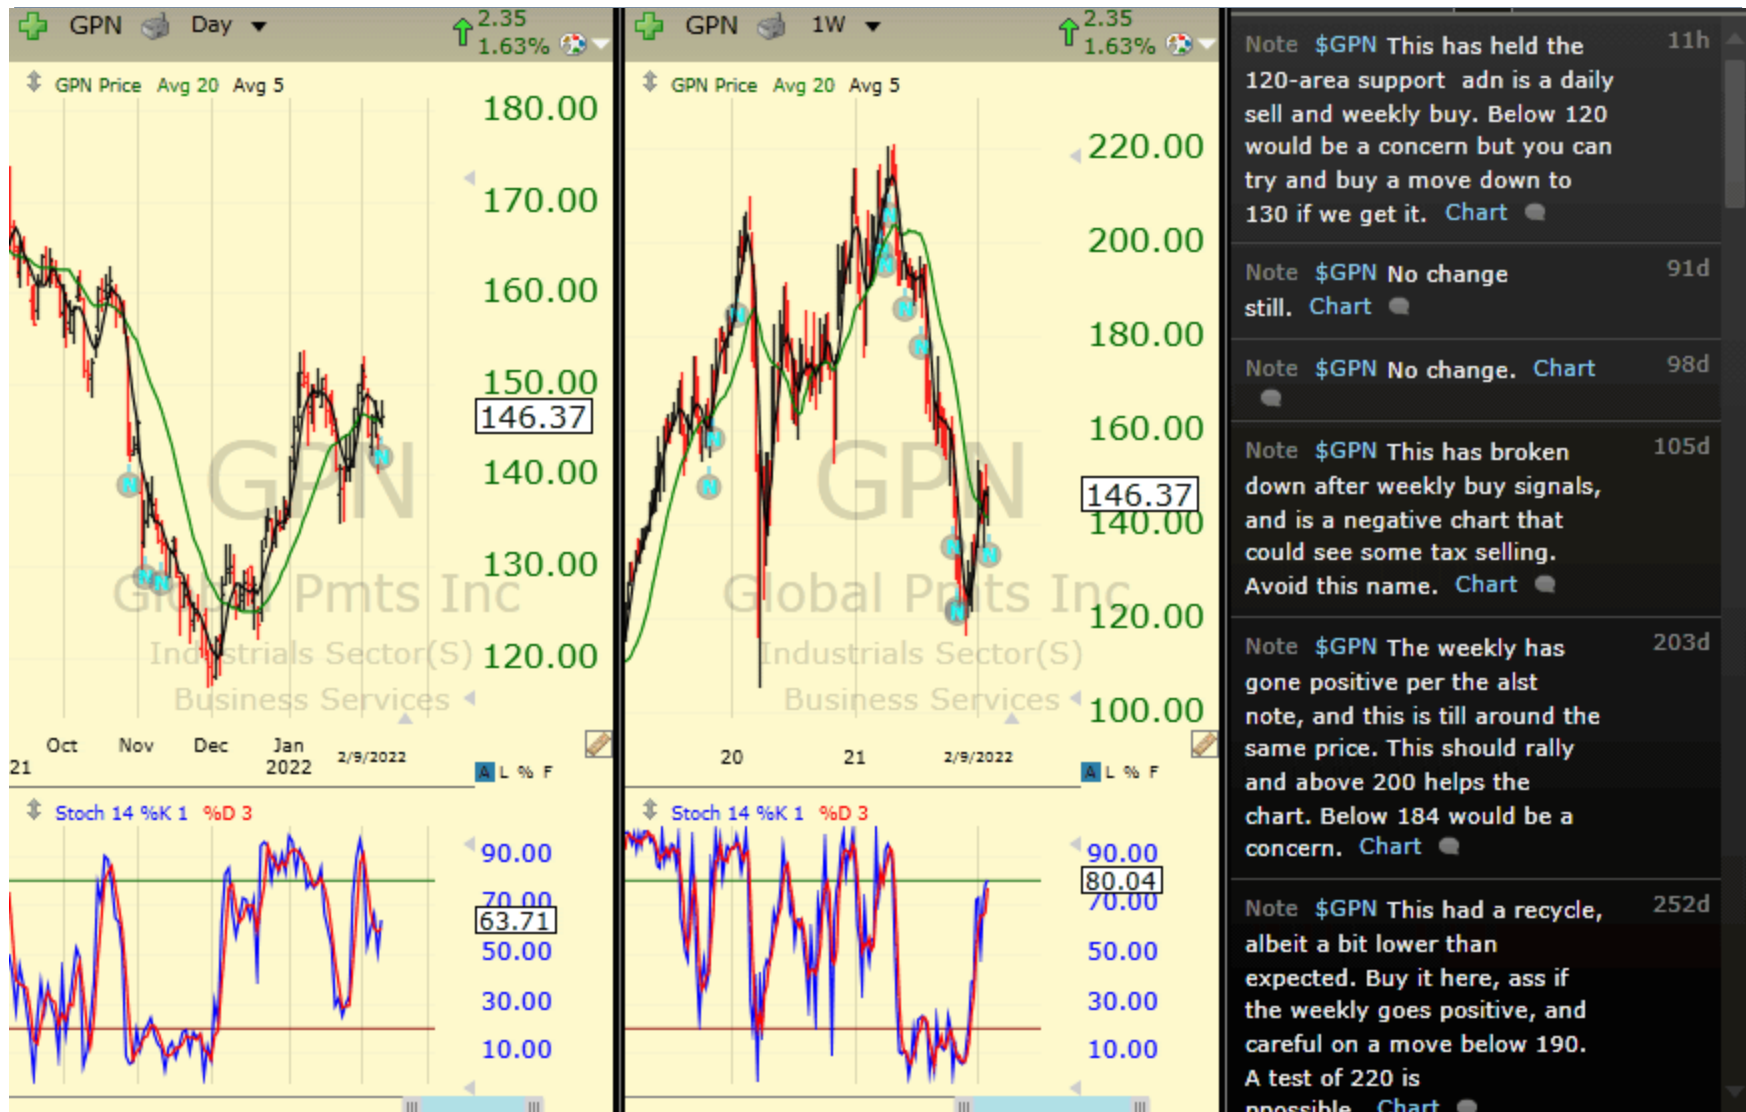 GPN Day 2.35
1.63%
GPN Price Avg 20 Avg 5
180.00
170.00
160.00
150.00
146.37
140.00
130.00
120.00
GPN
Global Pmts Inc
Industrials Sector(S)
Business Services
N
N
N
N
Oct Nov Dec Jan 2/9/2022
21 2022
A L % F
Stoch 14 %K 1 %D 3
90.00
70.00
63.71
50.00
30.00
10.00
GPN 1W 2.35
1.63%
GPN Price Avg 20 Avg 5
220.00
200.00
180.00
160.00
146.37
140.00
120.00
100.00
GPN
Global Pmts Inc
Industrials Sector(S)
Business Services
N
N
N
N
N
N
N
N
N
N
20 21 2/9/2022
A L % F
Stoch 14 %K 1 %D 3
90.00
80.04
70.00
50.00
30.00
10.00
Note $GPN This has held the 11h
120-area support adn is a daily
sell and weekly buy. Below 120
would be a concern but you can
try and buy a move down to
130 if we get it. Chart
Note $GPN No change 91d
still. Chart
Note $GPN No change. Chart 98d
Note $GPN This has broken 105d
down after weekly buy signals,
and is a negative chart that
could see some tax selling.
Avoid this name. Chart
Note $GPN The weekly has 203d
gone positive per the alst
note, and this is till around the
same price. This should rally
and above 200 helps the
chart. Below 184 would be a
concern. Chart
Note $GPN This had a recycle, 252d
albeit a bit lower than
expected. Buy it here, ass if
the weekly goes positive, and
careful on a move below 190.
A test of 220 is
ppossible. Chart